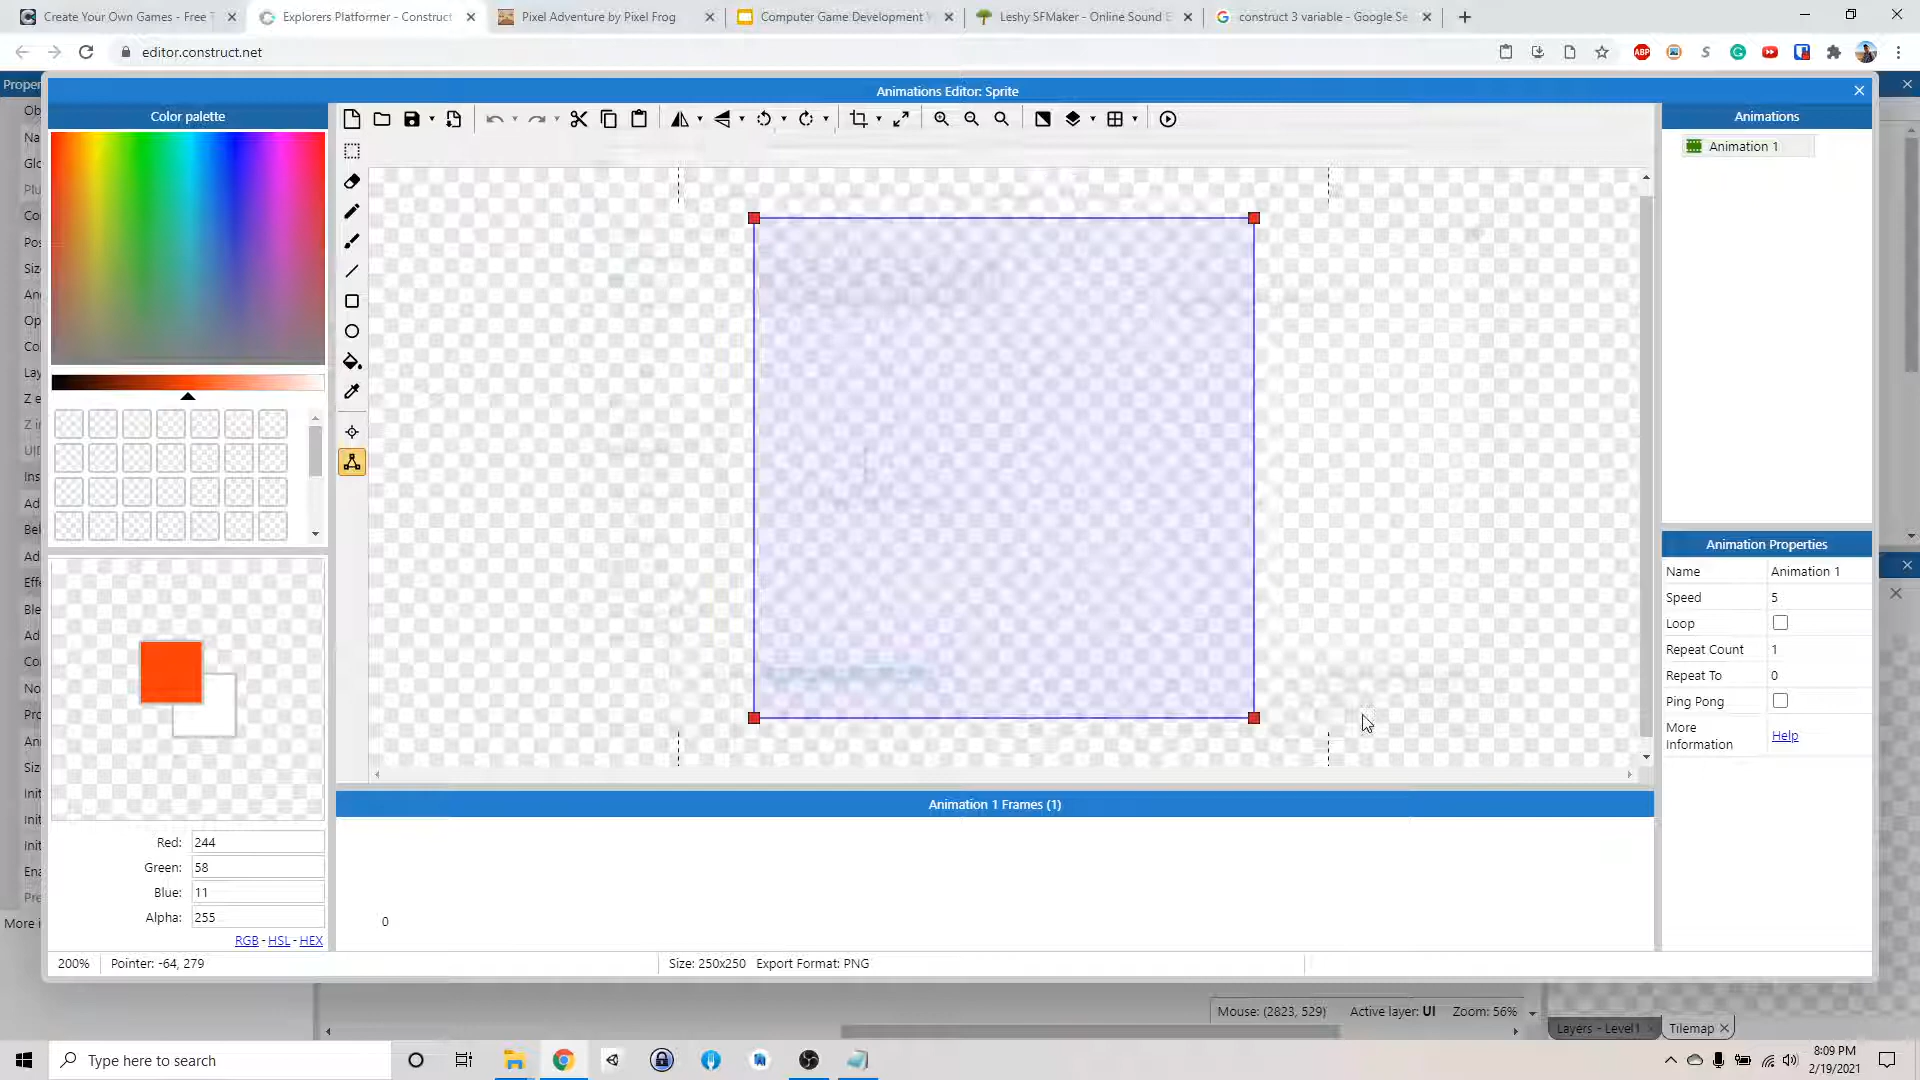 Create Your Own Games - Free
Explorers Platformer - Construct
Pixel Adventure by Pixel Frog
Computer Game Development
Leshy SFMaker - Online Sound E
construct 3 variable - Google Se
editor.construct.net
ABP
Animations Editor: Sprite
Color palette
Animations
Animation 1
Animation Properties
Name Animation 1
Speed 5
Loop
Repeat Count 1
Repeat To 0
Ping Pong
More Information Help
Animation 1 Frames (1)
0
Red: 244
Green: 58
Blue: 11
Alpha: 255
RGB - HSL - HEX
200% Pointer: -64, 279
Size: 250x250 Export Format: PNG
Mouse: (2823, 529) Active layer: UI Zoom: 56%
Layers - Level1 Tilemap
Type here to search
8:09 PM
2/19/2021